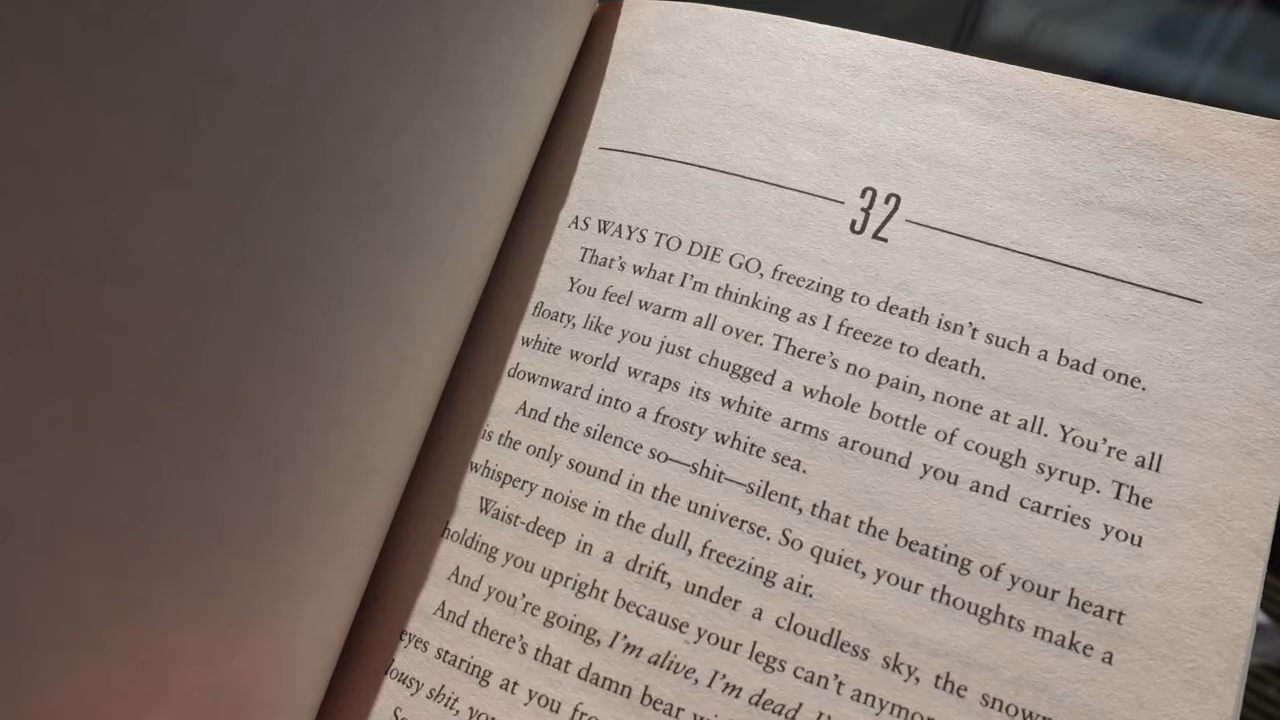 32
AS WAYS TO DIE GO, freezing to death isn't such a bad one.
That's what I'm thinking as I freeze to death.
You feel warm all over. There's no pain, none at all. You're all
floaty, like you just chugged a whole bottle of cough syrup. The
white world wraps its white arms around you and carries you
downward into a frosty white sea.
And the silence so—shit—silent, that the beating of your heart
is the only sound in the universe. So quiet, your thoughts make a
whispery noise in the dull, freezing air.
Waist-deep in a drift, under a cloudless sky, the
holding you upright because your legs can't
And you're going, I'm alive, I'm dead,
And there's that damn bear
eyes staring at you
lousy shit,